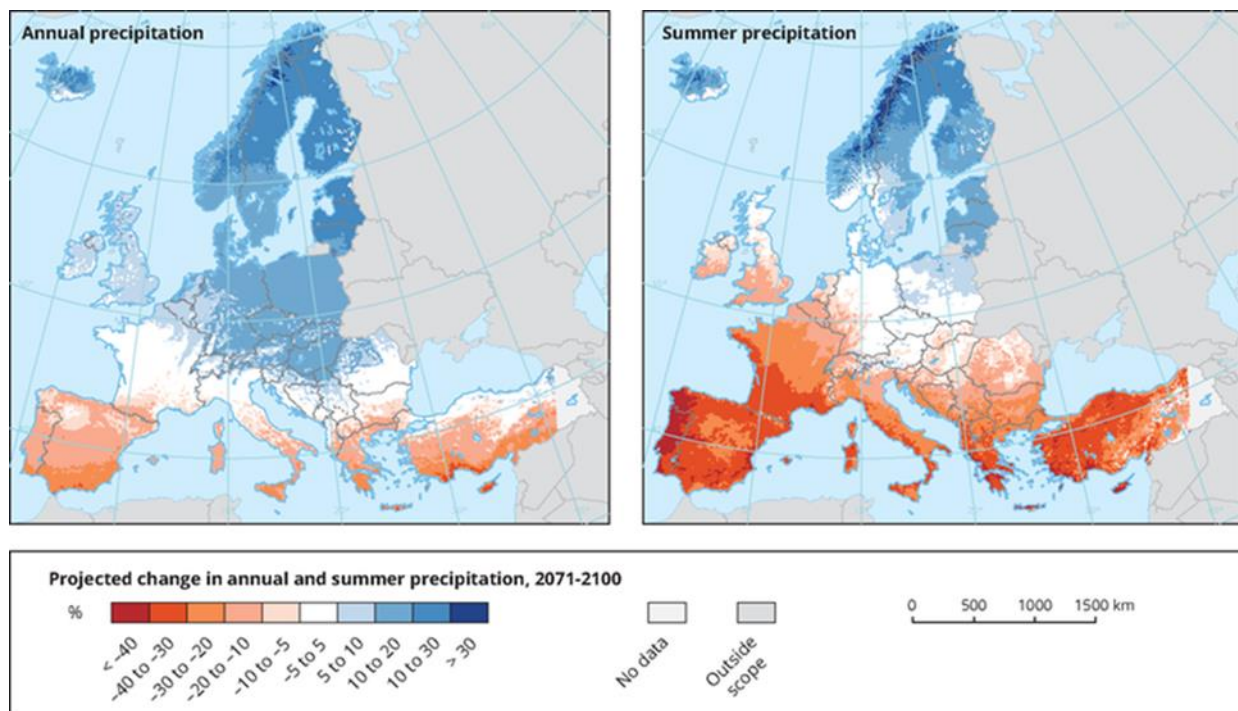 Annual precipitation
Summer precipitation
Projected change in annual and summer precipitation, 2071-2100
%
< -40
-40 to -30
-30 to -20
-20 to -10
-10 to -5
-5 to 5
5 to 10
10 to 20
10 to 30
> 30
No data
Outside
scope
0 500 1000 1500 km